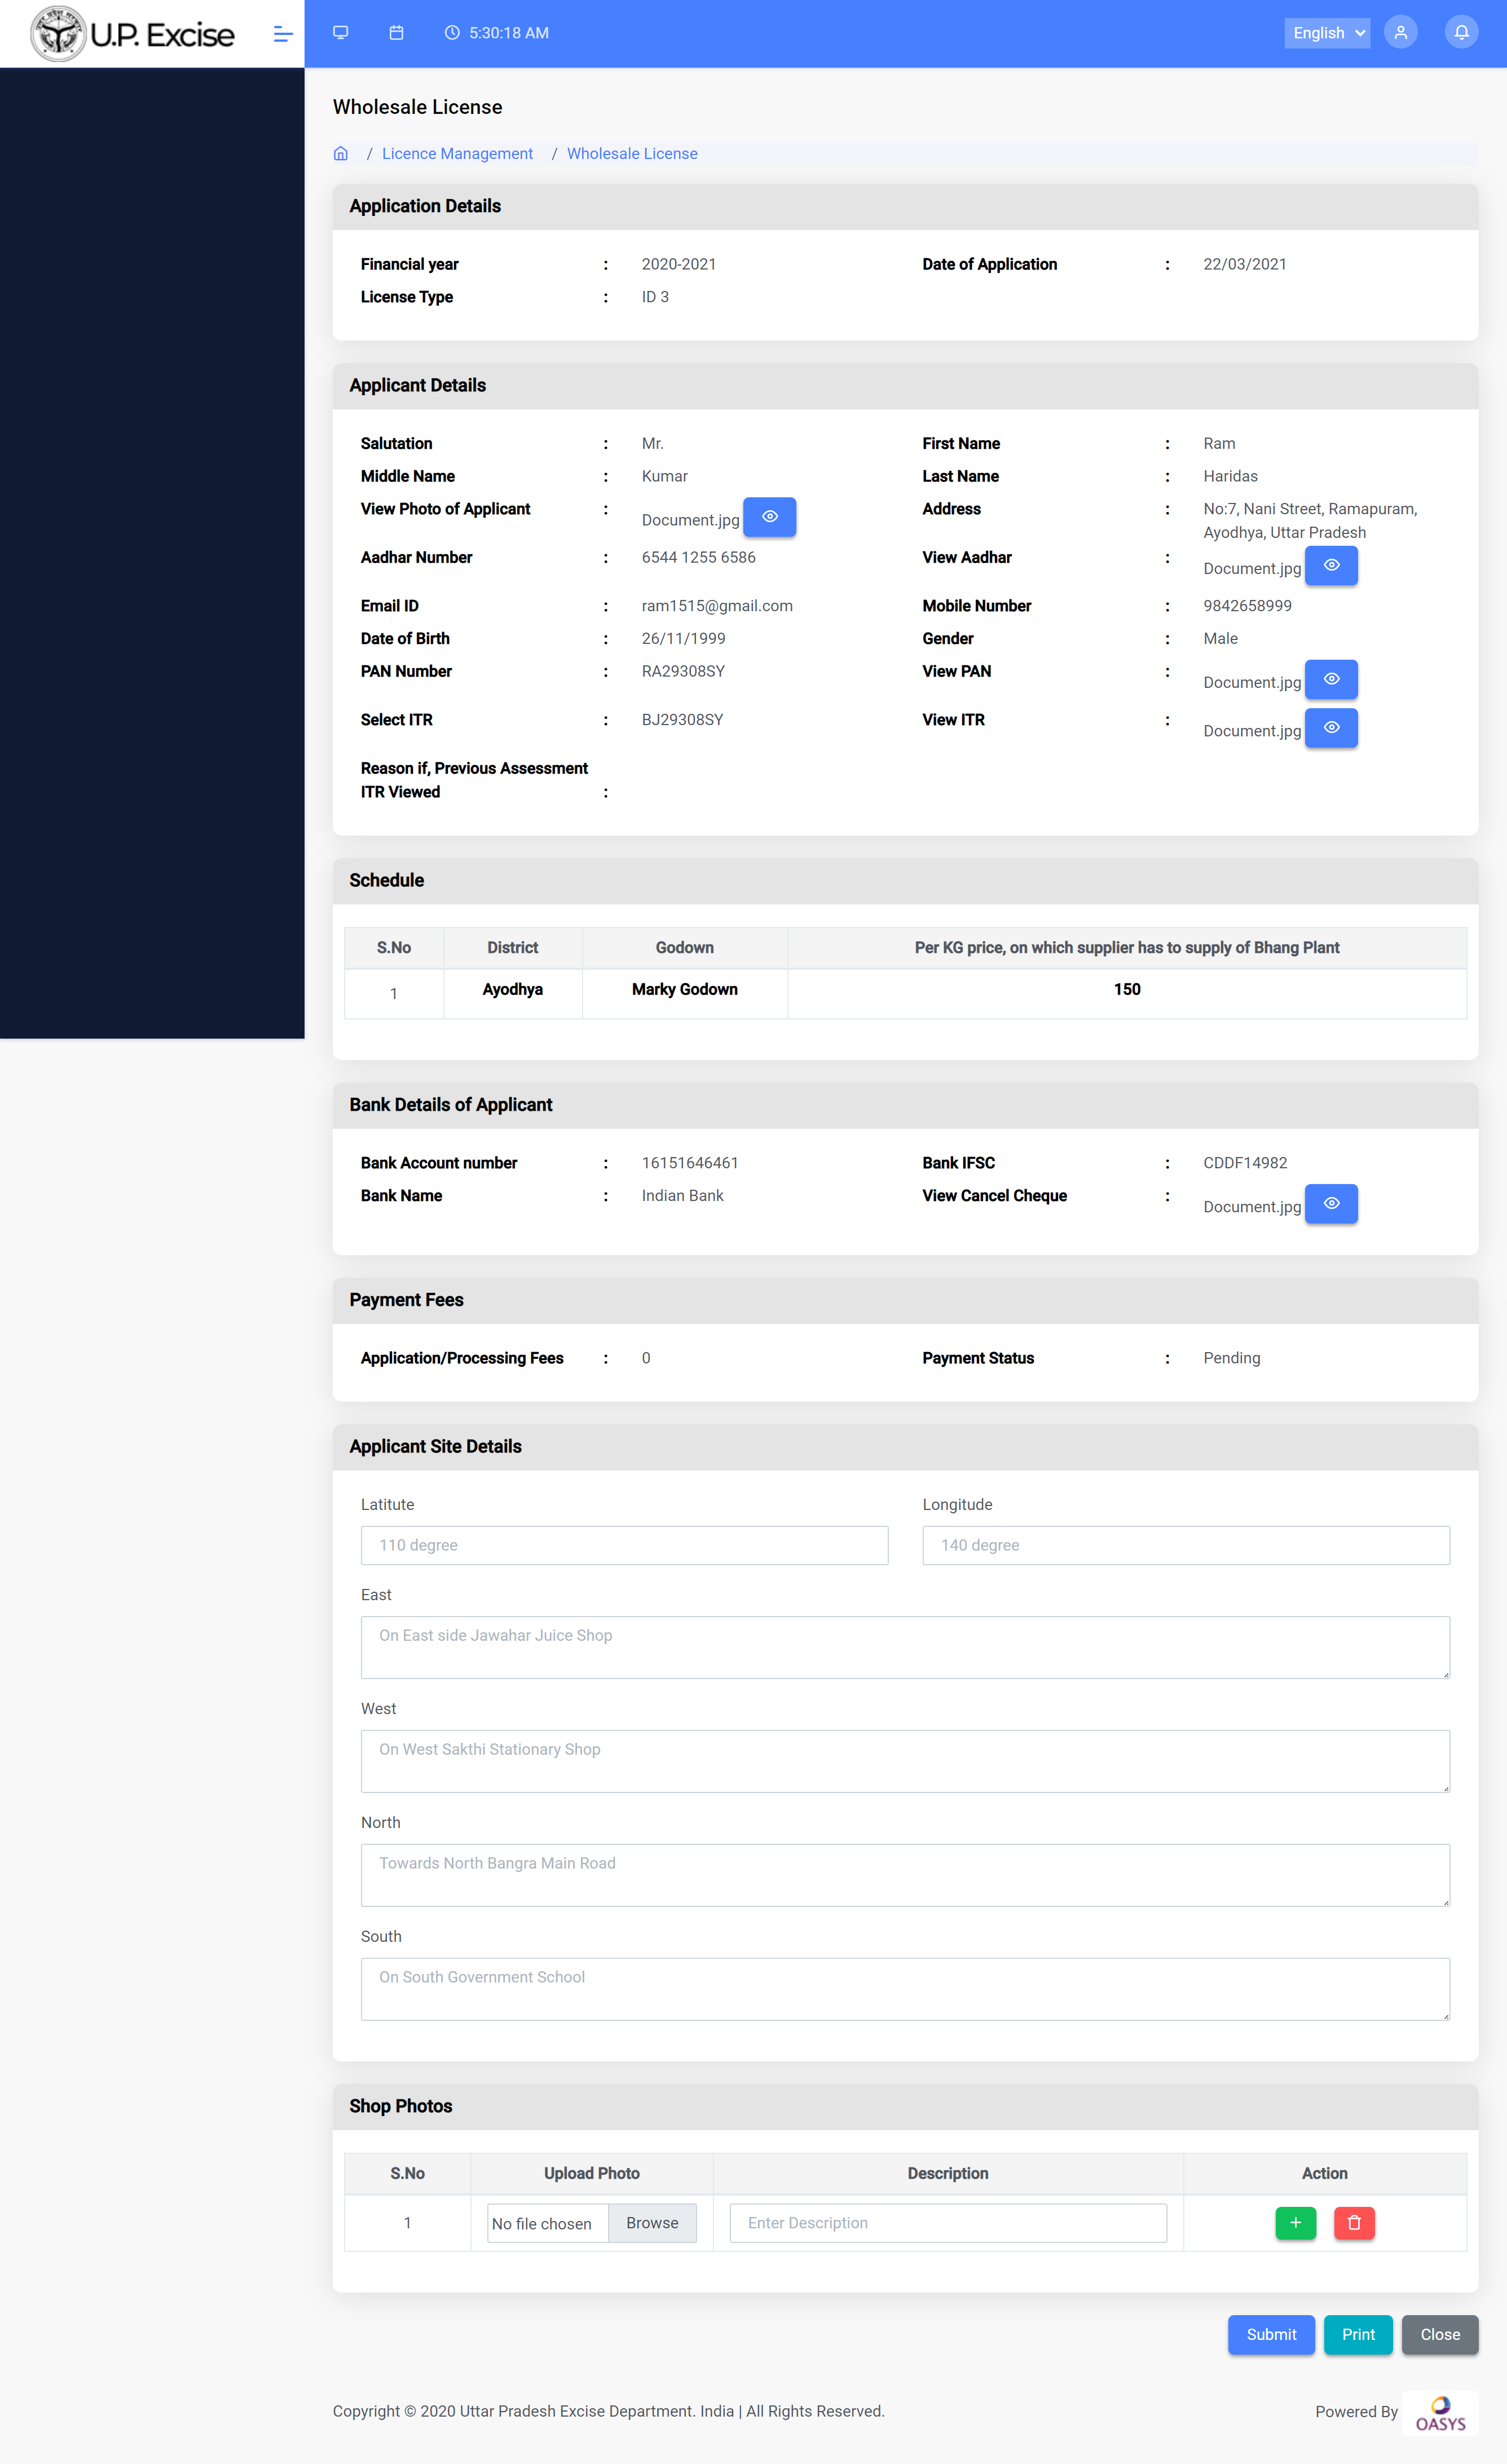 U.P. Excise
5:30:18 AM
English
Wholesale License
/ Licence Management / Wholesale License
Application Details
Financial year : 2020-2021 Date of Application : 22/03/2021
License Type : ID 3
Applicant Details
Salutation : Mr. First Name : Ram
Middle Name : Kumar Last Name : Haridas
View Photo of Applicant : Document.jpg Address : No:7, Nani Street, Ramapuram,
Ayodhya, Uttar Pradesh
Aadhar Number : 6544 1255 6586 View Aadhar : Document.jpg
Email ID : ram1515@gmail.com Mobile Number : 9842658999
Date of Birth : 26/11/1999 Gender : Male
PAN Number : RA29308SY View PAN : Document.jpg
Select ITR : BJ29308SY View ITR : Document.jpg
Reason if, Previous Assessment
ITR Viewed :
Schedule
S.No District Godown Per KG price, on which supplier has to supply of Bhang Plant
1 Ayodhya Marky Godown 150
Bank Details of Applicant
Bank Account number : 16151646461 Bank IFSC : CDDF14982
Bank Name : Indian Bank View Cancel Cheque : Document.jpg
Payment Fees
Application/Processing Fees : 0 Payment Status : Pending
Applicant Site Details
Latitute Longitude
110 degree 140 degree
East
On East side Jawahar Juice Shop
West
On West Sakthi Stationary Shop
North
Towards North Bangra Main Road
South
On South Government School
Shop Photos
S.No Upload Photo Description Action
1 No file chosen Browse Enter Description +
Submit Print Close
Copyright © 2020 Uttar Pradesh Excise Department. India | All Rights Reserved. Powered By OASYS